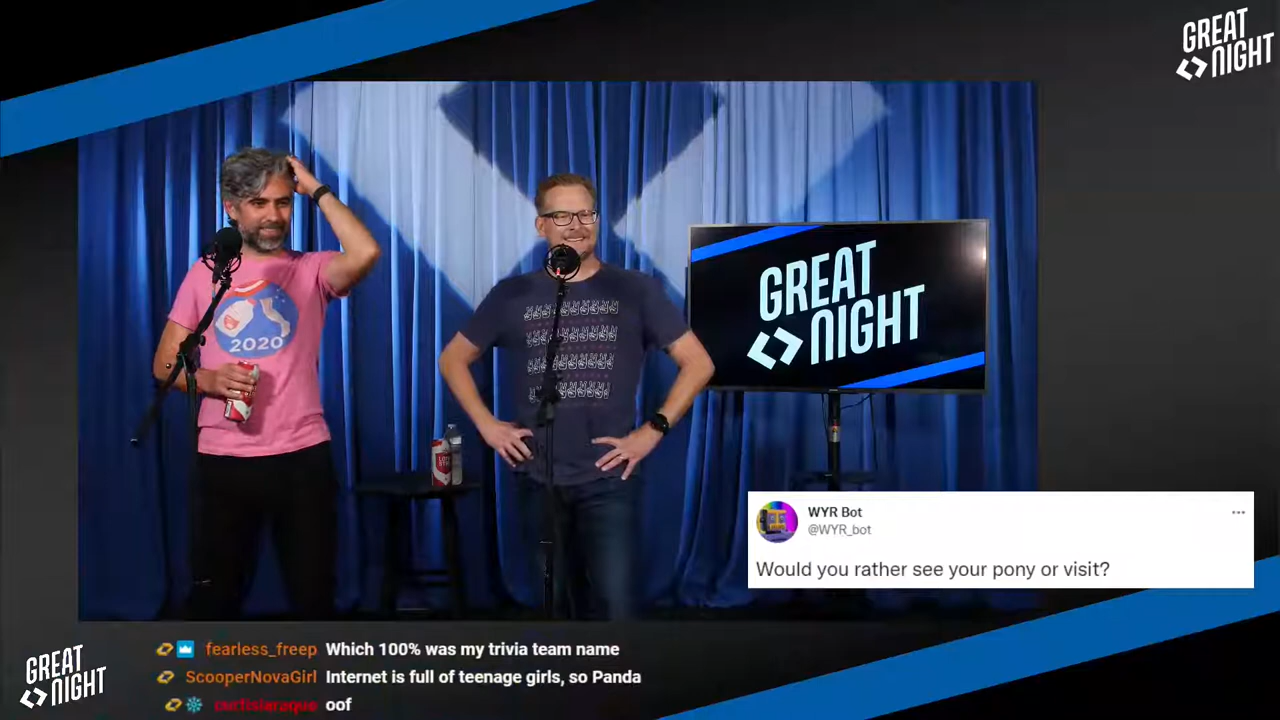 GREAT
NIGHT
2020
GREAT
NIGHT
WYR Bot
@WYR_bot
Would you rather see your pony or visit?
GREAT
NIGHT
fearless_freep Which 100% was my trivia team name
ScooperNovaGirl Internet is full of teenage girls, so Panda
oof